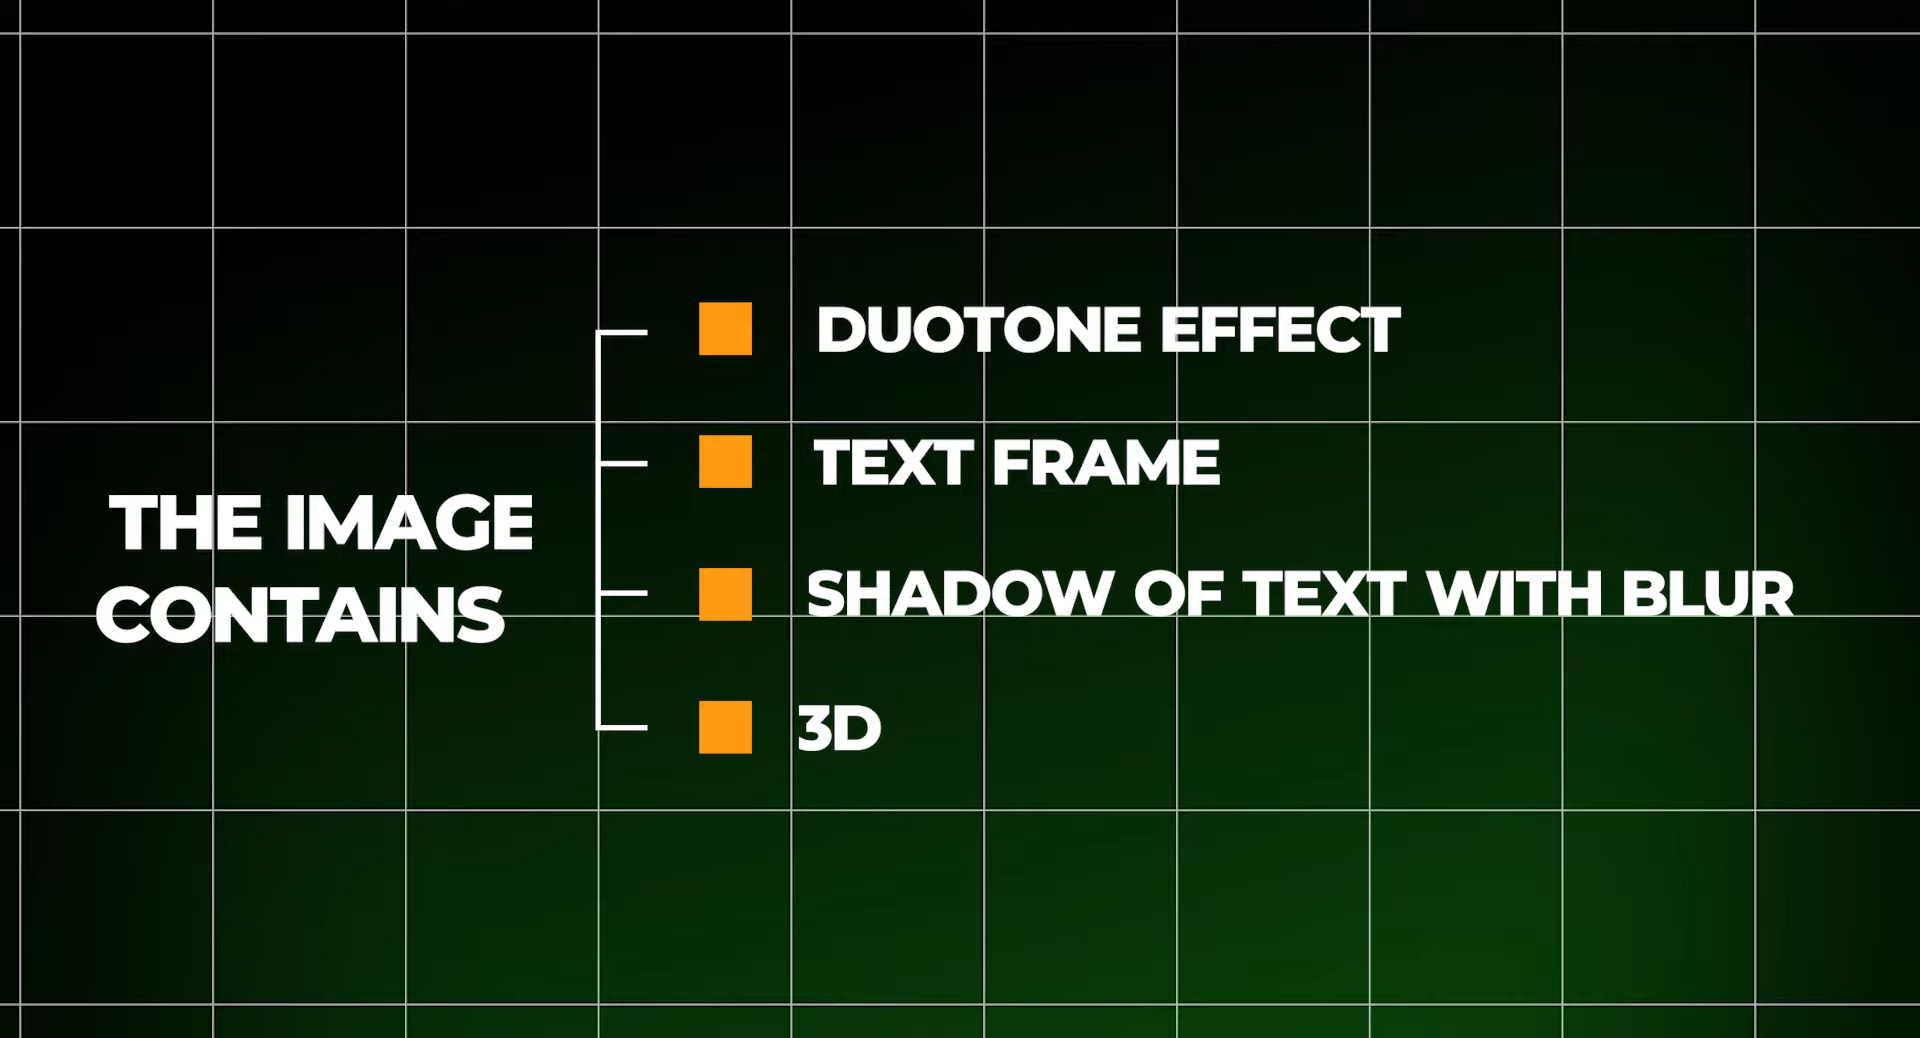 THE IMAGE
CONTAINS
DUOTONE EFFECT
TEXT FRAME
SHADOW OF TEXT WITH BLUR
3D